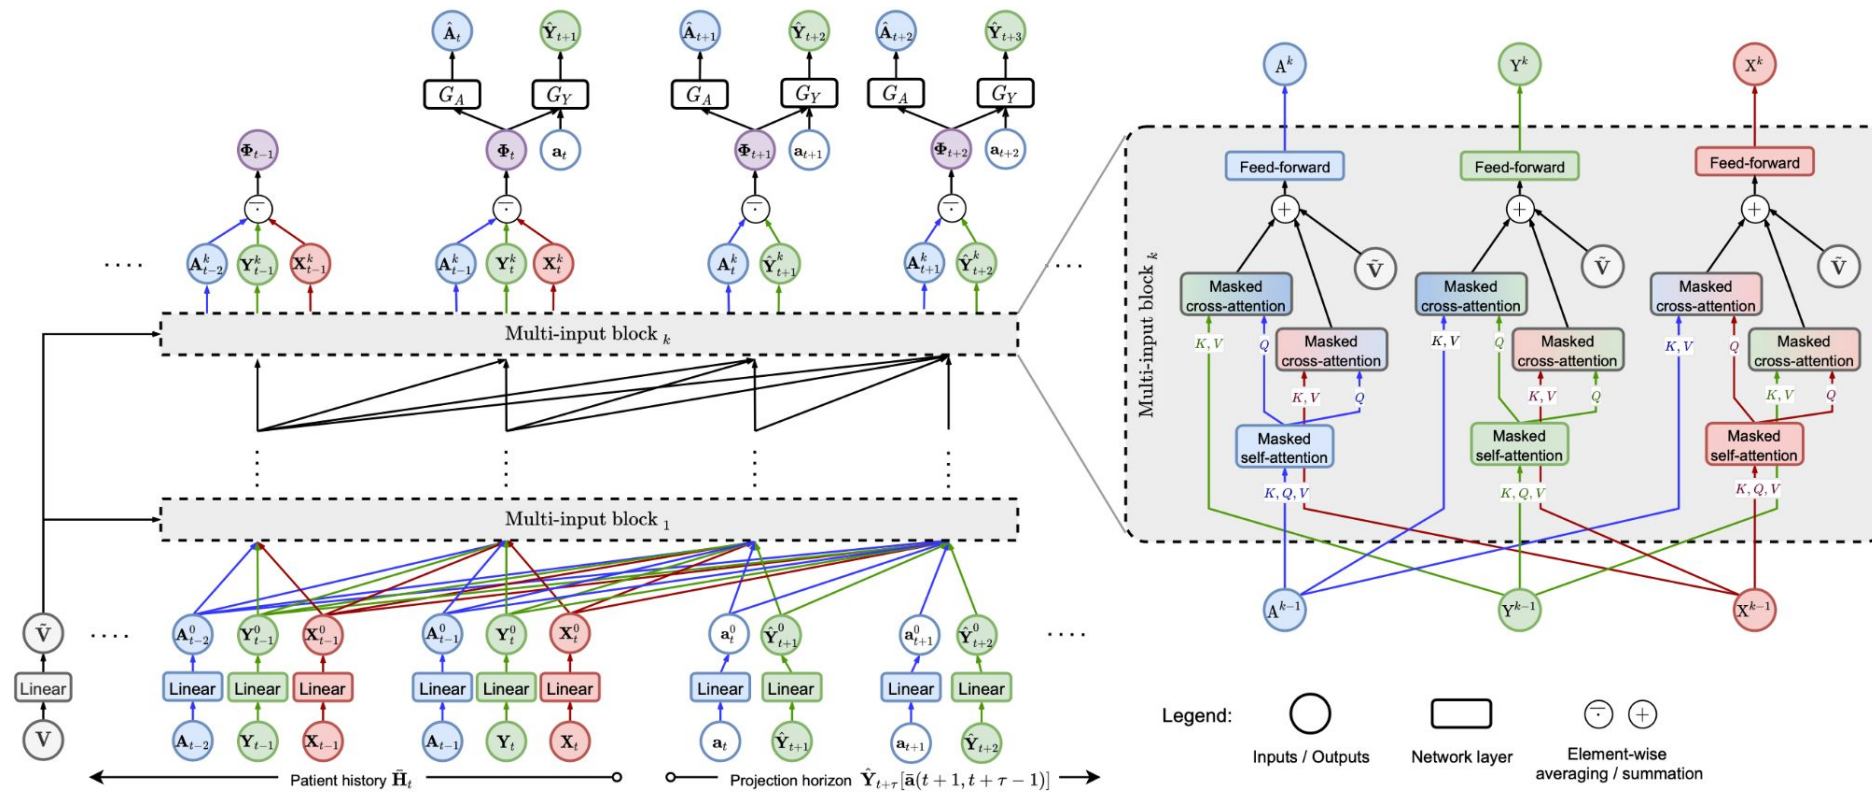 Â_t Ŷ_{t+1} Â_{t+1} Ŷ_{t+2} Â_{t+2} Ŷ_{t+3}
G_A G_Y G_A G_Y G_A G_Y
Φ_{t−1} Φ_t a_t Φ_{t+1} a_{t+1} Φ_{t+2} a_{t+2}
.... A^k_{t−2} Y^k_{t−1} X^k_{t−1} A^k_{t−1} Y^k_t X^k_t A^k_t Ŷ^k_{t+1} A^k_{t+1} Ŷ^k_{t+2} ....
Multi-input block _k
Multi-input block _1
Ṽ .... A^0_{t−2} Y^0_{t−1} X^0_{t−1} A^0_{t−1} Y^0_t X^0_t a^0_t Ŷ^0_{t+1} a^0_{t+1} Ŷ^0_{t+2} ....
Linear Linear Linear Linear Linear Linear Linear Linear Linear Linear Linear
V A_{t−2} Y_{t−1} X_{t−1} A_{t−1} Y_t X_t a_t Ŷ_{t+1} a_{t+1} Ŷ_{t+2}
Patient history H̄_t
Projection horizon Ŷ_{t+τ}[ā(t + 1, t + τ − 1)]
A^k Y^k X^k
Feed-forward Feed-forward Feed-forward
+ + +
Ṽ Ṽ Ṽ
Multi-input block _k
Masked Masked Masked
cross-attention cross-attention cross-attention
K, V Q K, V Q K, V Q
Masked Masked Masked
cross-attention cross-attention cross-attention
K, V Q K, V Q K, V Q
Masked Masked Masked
self-attention self-attention self-attention
K, Q, V K, Q, V K, Q, V
A^{k−1} Y^{k−1} X^{k−1}
Legend:
+
Inputs / Outputs Network layer Element-wise
averaging / summation